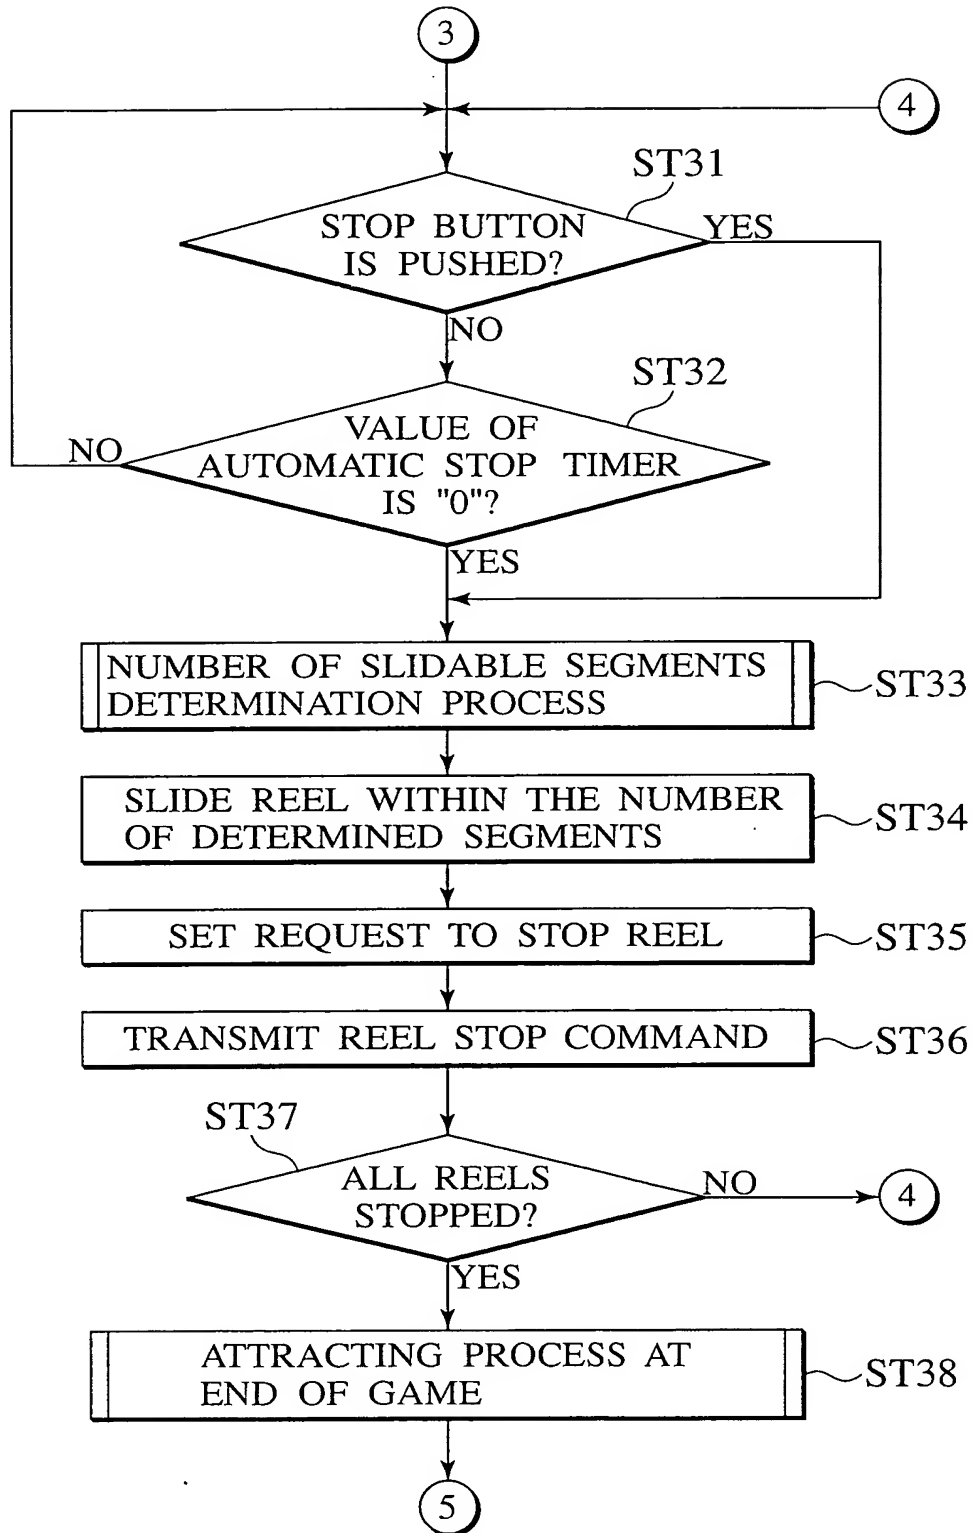 3
4
ST31
STOP BUTTON
IS PUSHED?
YES
NO
ST32
VALUE OF
AUTOMATIC STOP TIMER
IS "0"?
NO
YES
NUMBER OF SLIDABLE SEGMENTS
DETERMINATION PROCESS
ST33
SLIDE REEL WITHIN THE NUMBER
OF DETERMINED SEGMENTS
ST34
SET REQUEST TO STOP REEL
ST35
TRANSMIT REEL STOP COMMAND
ST36
ST37
ALL REELS
STOPPED?
NO
4
YES
ATTRACTING PROCESS AT
END OF GAME
ST38
5